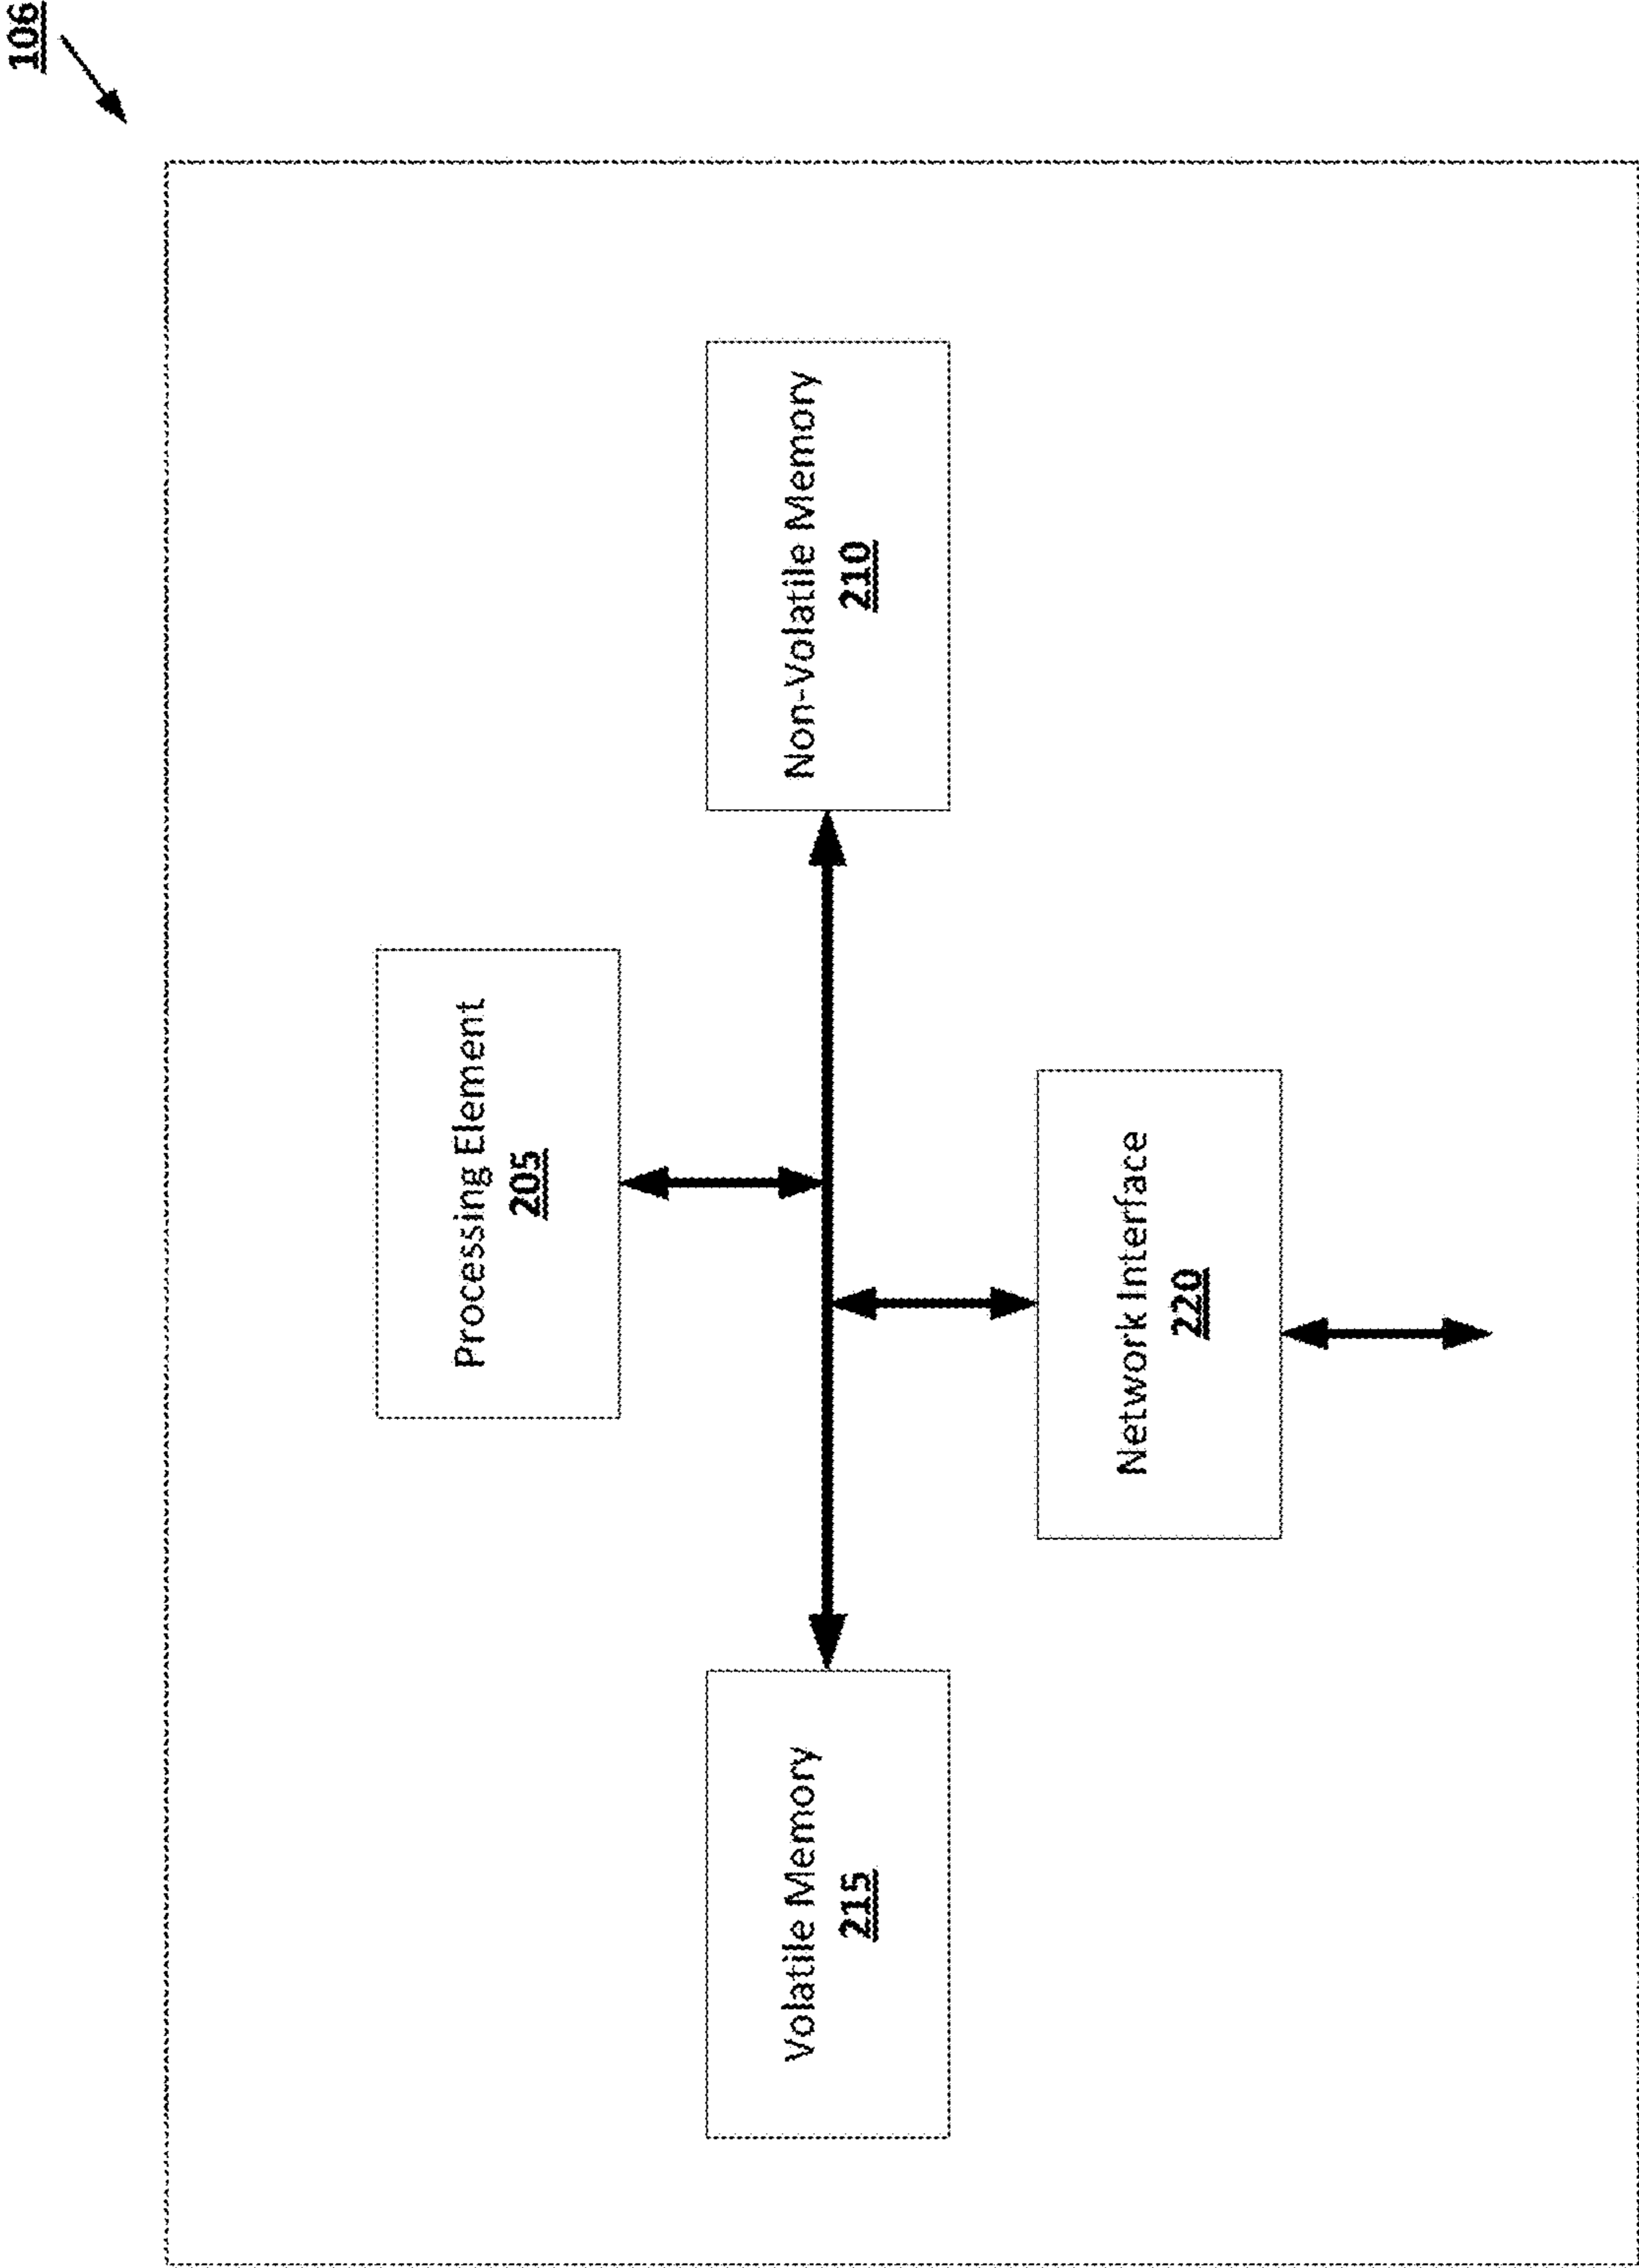 106
Processing Element
205
Volatile Memory
215
Non-Volatile Memory
210
Network Interface
220